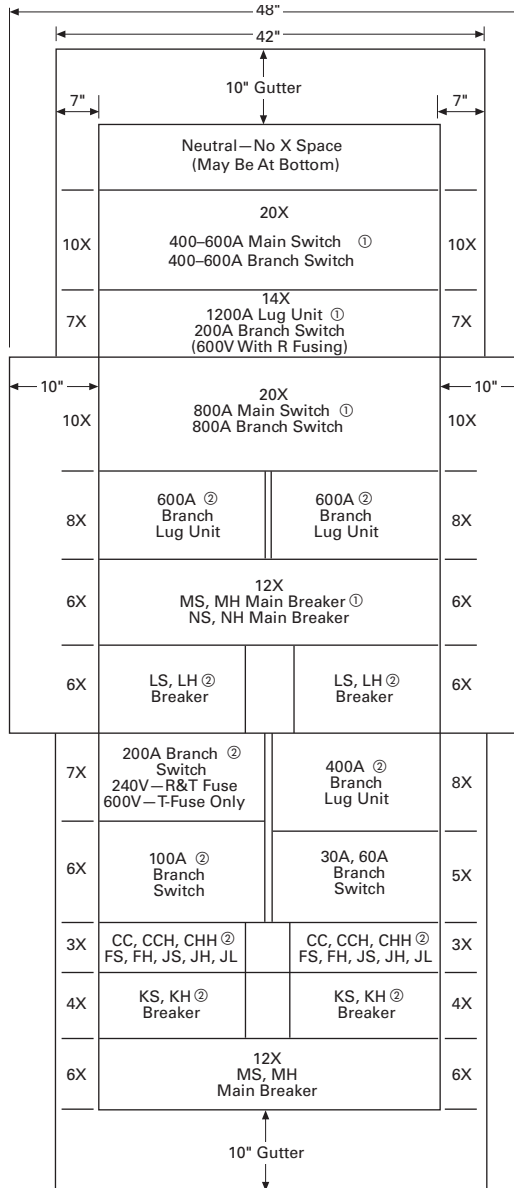 48"
42"
10" Gutter
7"
7"
Neutral—No X Space
(May Be At Bottom)
20X
10X
400–600A Main Switch ①
10X
400–600A Branch Switch
14X
7X
1200A Lug Unit ①
7X
200A Branch Switch
(600V With R Fusing)
10"
20X
10"
10X
800A Main Switch ①
10X
800A Branch Switch
600A ②
600A ②
8X
Branch
Branch
8X
Lug Unit
Lug Unit
12X
6X
MS, MH Main Breaker ①
6X
NS, NH Main Breaker
6X
LS, LH ②
LS, LH ②
6X
Breaker
Breaker
7X
200A Branch ②
Switch
240V—R&T Fuse
600V—T-Fuse Only
400A ②
Branch
Lug Unit
8X
6X
100A ②
Branch
Switch
30A, 60A
Branch
Switch
5X
3X
CC, CCH, CHH ②
FS, FH, JS, JH, JL
CC, CCH, CHH ②
FS, FH, JS, JH, JL
3X
4X
KS, KH ②
Breaker
KS, KH ②
Breaker
4X
12X
6X
MS, MH
6X
Main Breaker
10" Gutter